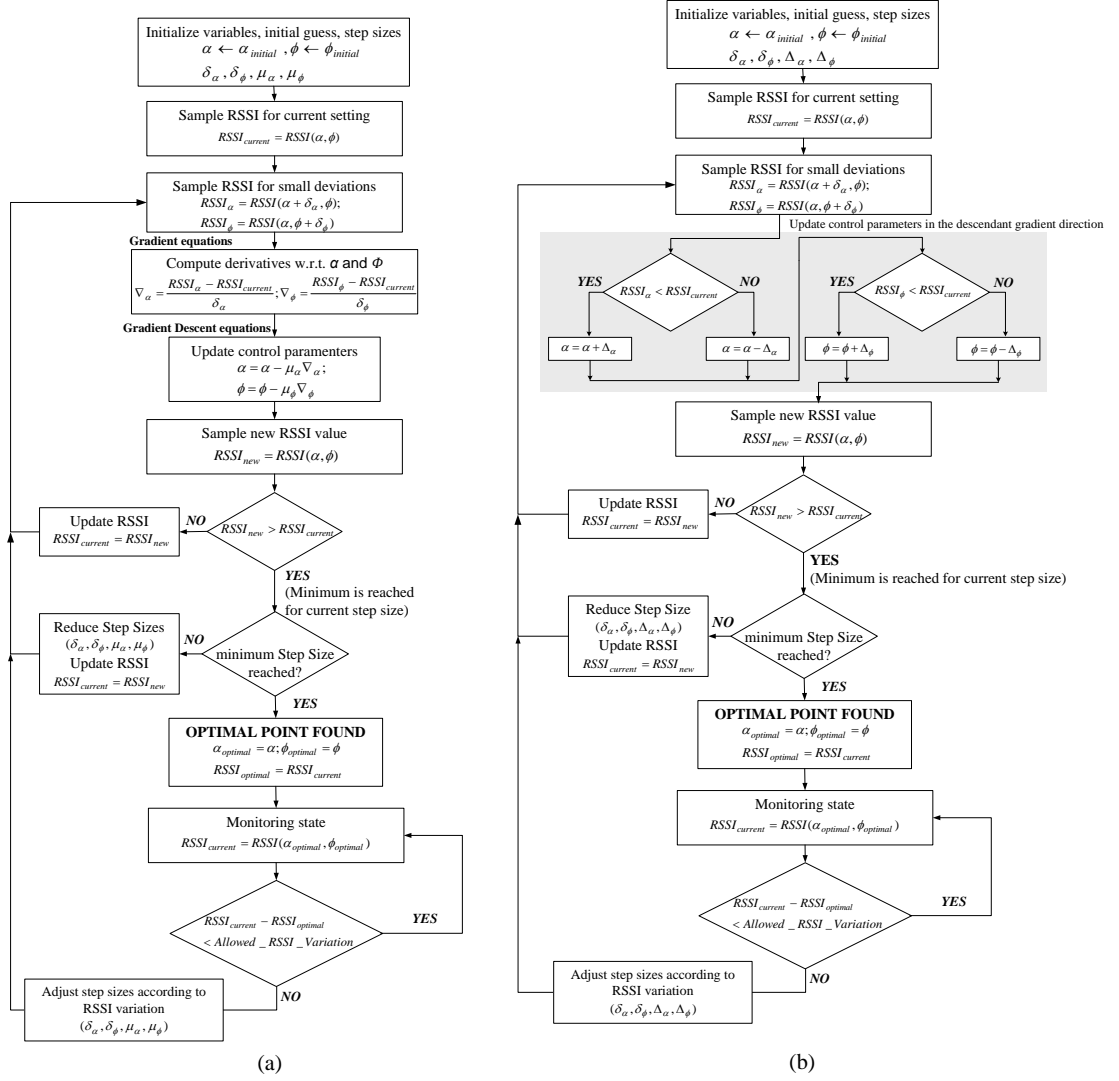 Initialize variables, initial guess, step sizes
α ← α_initial , ϕ ← ϕ_initial
δ_α , δ_ϕ , μ_α , μ_ϕ
Sample RSSI for current setting
RSSI_current = RSSI(α, ϕ)
Sample RSSI for small deviations
RSSI_α = RSSI(α + δ_α, ϕ);
RSSI_ϕ = RSSI(α, ϕ + δ_ϕ)
Gradient equations
Compute derivatives w.r.t. α and Φ
∇_α = (RSSI_α − RSSI_current)/δ_α ; ∇_ϕ = (RSSI_ϕ − RSSI_current)/δ_ϕ
Gradient Descent equations
Update control paramenters
α = α − μ_α ∇_α ;
ϕ = ϕ − μ_ϕ ∇_ϕ
Sample new RSSI value
RSSI_new = RSSI(α, ϕ)
RSSI_new > RSSI_current
NO
Update RSSI
RSSI_current = RSSI_new
YES
(Minimum is reached
for current step size)
minimum Step Size
reached?
NO
Reduce Step Sizes
(δ_α, δ_ϕ, μ_α, μ_ϕ)
Update RSSI
RSSI_current = RSSI_new
YES
OPTIMAL POINT FOUND
α_optimal = α; ϕ_optimal = ϕ
RSSI_optimal = RSSI_current
Monitoring state
RSSI_current = RSSI(α_optimal, ϕ_optimal)
RSSI_current − RSSI_optimal
< Allowed _ RSSI _ Variation
YES
NO
Adjust step sizes according to
RSSI variation
(δ_α, δ_ϕ, μ_α, μ_ϕ)
(a)
Initialize variables, initial guess, step sizes
α ← α_initial , ϕ ← ϕ_initial
δ_α , δ_ϕ , Δ_α , Δ_ϕ
Sample RSSI for current setting
RSSI_current = RSSI(α, ϕ)
Sample RSSI for small deviations
RSSI_α = RSSI(α + δ_α, ϕ);
RSSI_ϕ = RSSI(α, ϕ + δ_ϕ)
Update control parameters in the descendant gradient direction
YES
RSSI_α < RSSI_current
NO
α = α + Δ_α
α = α − Δ_α
YES
RSSI_ϕ < RSSI_current
NO
ϕ = ϕ + Δ_ϕ
ϕ = ϕ − Δ_ϕ
Sample new RSSI value
RSSI_new = RSSI(α, ϕ)
RSSI_new > RSSI_current
NO
Update RSSI
RSSI_current = RSSI_new
YES
(Minimum is reached for current step size)
minimum Step Size
reached?
NO
Reduce Step Size
(δ_α, δ_ϕ, Δ_α, Δ_ϕ)
Update RSSI
RSSI_current = RSSI_new
YES
OPTIMAL POINT FOUND
α_optimal = α; ϕ_optimal = ϕ
RSSI_optimal = RSSI_current
Monitoring state
RSSI_current = RSSI(α_optimal, ϕ_optimal)
RSSI_current − RSSI_optimal
< Allowed _ RSSI _ Variation
YES
NO
Adjust step sizes according to
RSSI variation
(δ_α, δ_ϕ, Δ_α, Δ_ϕ)
(b)